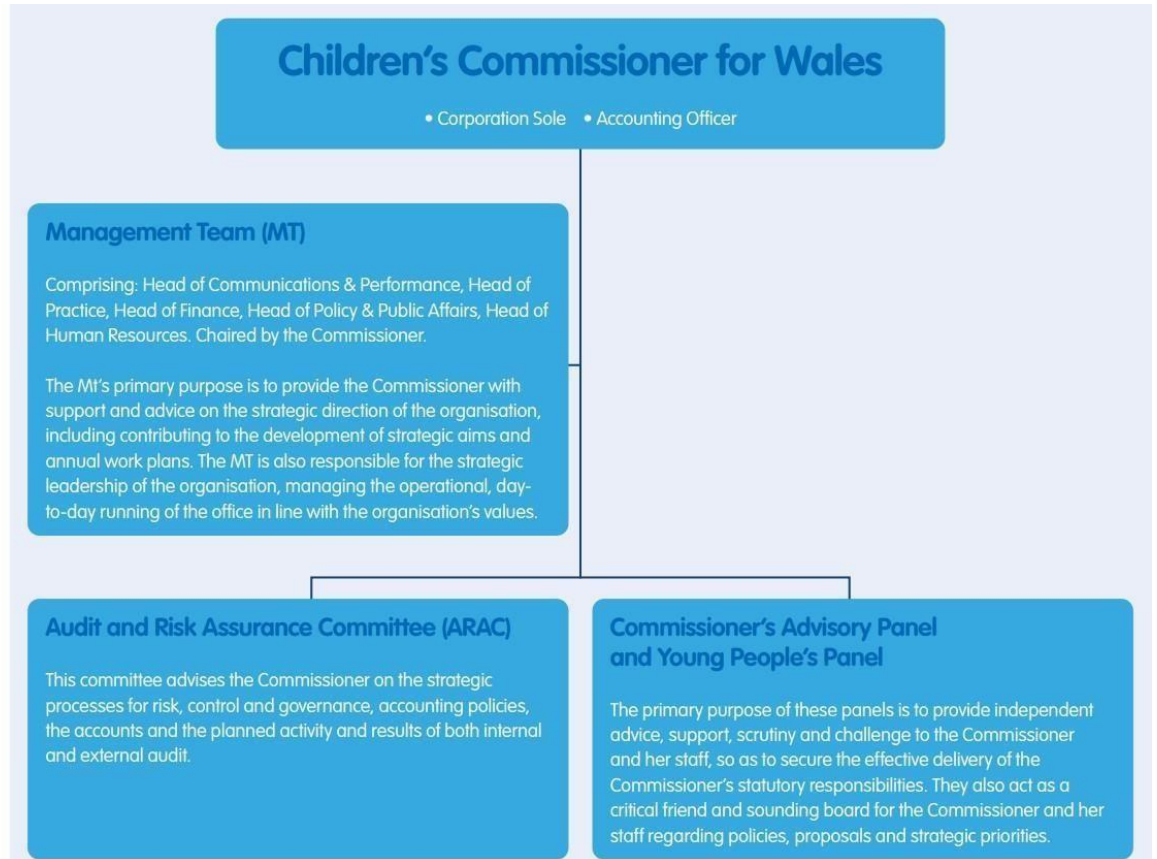 Children's Commissioner for Wales
• Corporation Sole • Accounting Officer
Management Team (MT)
Comprising: Head of Communications & Performance, Head of
Practice, Head of Finance, Head of Policy & Public Affairs, Head of
Human Resources. Chaired by the Commissioner.
The Mt's primary purpose is to provide the Commissioner with
support and advice on the strategic direction of the organisation,
including contributing to the development of strategic aims and
annual work plans. The MT is also responsible for the strategic
leadership of the organisation, managing the operational, day-
to-day running of the office in line with the organisation's values.
Audit and Risk Assurance Committee (ARAC)
This committee advises the Commissioner on the strategic
processes for risk, control and governance, accounting policies,
the accounts and the planned activity and results of both internal
and external audit.
Commissioner's Advisory Panel
and Young People's Panel
The primary purpose of these panels is to provide independent
advice, support, scrutiny and challenge to the Commissioner
and her staff, so as to secure the effective delivery of the
Commissioner's statutory responsibilities. They also act as a
critical friend and sounding board for the Commissioner and her
staff regarding policies, proposals and strategic priorities.